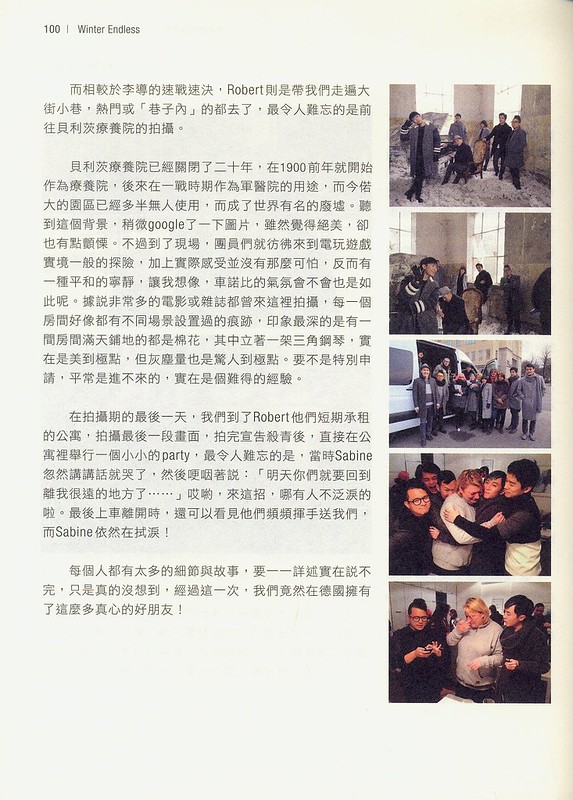 100 | Winter Endless
而相較於李導的速戰速決，Robert則是帶我們走遍大
街小巷，熱門或「巷子內」的都去了，最令人難忘的是前
往貝利茨療養院的拍攝。
貝利茨療養院已經關閉了二十年，在1900前年就開始
作為療養院，後來在一戰時期作為軍醫院的用途，而今偌
大的園區已經多半無人使用，而成了世界有名的廢墟。聽
到這個背景，稍微google了一下圖片，雖然覺得絕美，卻
也有點顫慄。不過到了現場，團員們就彷彿來到電玩遊戲
實境一般的探險，加上實際感受並沒有那麼可怕，反而有
一種平和的寧靜，讓我想像，車諾比的氣氛會不會也是如
此呢。據説非常多的電影或雜誌都曾來這裡拍攝，每一個
房間好像都有不同場景設置過的痕跡，印象最深的是有一
間房間滿天鋪地的都是棉花，其中立著一架三角鋼琴，實
在是美到極點，但灰塵量也是驚人到極點。要不是特別申
請，平常是進不來的，實在是個難得的經驗。
在拍攝期的最後一天，我們到了Robert他們短期承租
的公寓，拍攝最後一段畫面，拍完宣告殺青後，直接在公
寓裡舉行一個小小的party，最令人難忘的是，當時Sabine
忽然講講話就哭了，然後哽咽著説：「明天你們就要回到
離我很遠的地方了⋯⋯」哎喲，來這招，哪有人不泛淚的
啦。最後上車離開時，還可以看見他們頻頻揮手送我們，
而Sabine依然在拭淚！
每個人都有太多的細節與故事，要一一詳述實在説不
完，只是真的沒想到，經過這一次，我們竟然在德國擁有
了這麼多真心的好朋友！